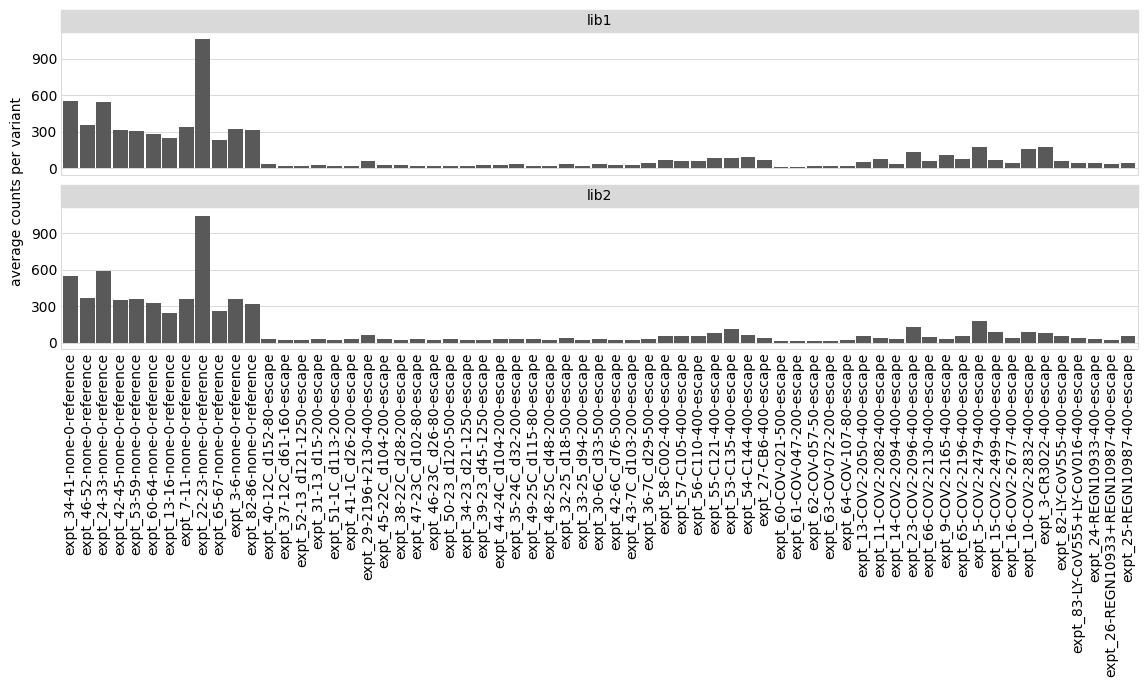 lib1
900
600
300
0
average counts per variant
lib2
900
600
300
0
expt_34-41-none-0-reference
expt_46-52-none-0-reference
expt_24-33-none-0-reference
expt_42-45-none-0-reference
expt_53-59-none-0-reference
expt_60-64-none-0-reference
expt_13-16-none-0-reference
expt_7-11-none-0-reference
expt_22-23-none-0-reference
expt_65-67-none-0-reference
expt_3-6-none-0-reference
expt_82-86-none-0-reference
expt_40-12C_d152-80-escape
expt_37-12C_d61-160-escape
expt_52-13_d121-1250-escape
expt_31-13_d15-200-escape
expt_51-1C_d113-200-escape
expt_41-1C_d26-200-escape
expt_29-2196+2130-400-escape
expt_45-22C_d104-200-escape
expt_38-22C_d28-200-escape
expt_47-23C_d102-80-escape
expt_46-23C_d26-80-escape
expt_50-23_d120-500-escape
expt_34-23_d21-1250-escape
expt_39-23_d45-1250-escape
expt_44-24C_d104-200-escape
expt_35-24C_d32-200-escape
expt_49-25C_d115-80-escape
expt_48-25C_d48-200-escape
expt_32-25_d18-500-escape
expt_33-25_d94-200-escape
expt_30-6C_d33-500-escape
expt_42-6C_d76-500-escape
expt_43-7C_d103-200-escape
expt_36-7C_d29-500-escape
expt_58-C002-400-escape
expt_57-C105-400-escape
expt_56-C110-400-escape
expt_55-C121-400-escape
expt_53-C135-400-escape
expt_54-C144-400-escape
expt_27-CB6-400-escape
expt_60-COV-021-500-escape
expt_61-COV-047-200-escape
expt_62-COV-057-50-escape
expt_63-COV-072-200-escape
expt_64-COV-107-80-escape
expt_13-COV2-2050-400-escape
expt_11-COV2-2082-400-escape
expt_14-COV2-2094-400-escape
expt_23-COV2-2096-400-escape
expt_66-COV2-2130-400-escape
expt_9-COV2-2165-400-escape
expt_65-COV2-2196-400-escape
expt_5-COV2-2479-400-escape
expt_15-COV2-2499-400-escape
expt_16-COV2-2677-400-escape
expt_10-COV2-2832-400-escape
expt_3-CR3022-400-escape
expt_82-LY-CoV555-400-escape
expt_83-LY-CoV555+LY-CoV016-400-escape
expt_24-REGN10933-400-escape
expt_26-REGN10933+REGN10987-400-escape
expt_25-REGN10987-400-escape